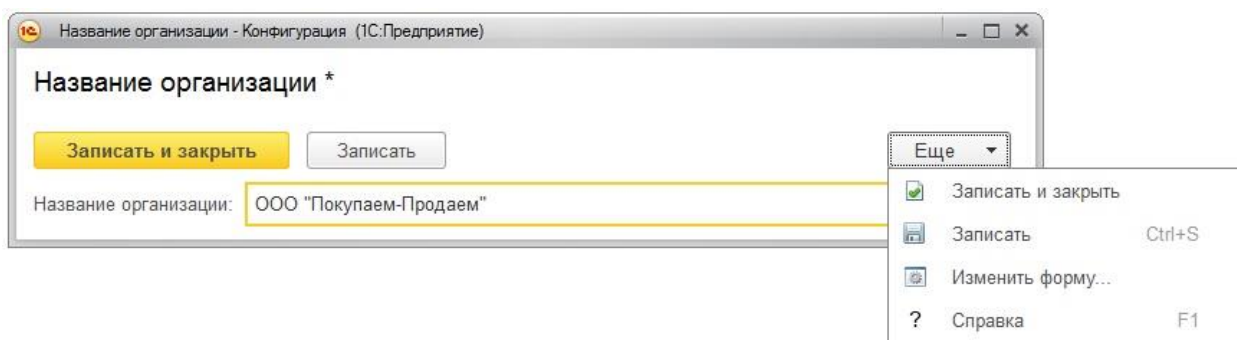 1С Название организации - Конфигурация (1С:Предприятие)
Название организации *
Записать и закрыть Записать Еще
Название организации: ООО "Покупаем-Продаем"
Записать и закрыть
Записать Ctrl+S
Изменить форму...
? Справка F1